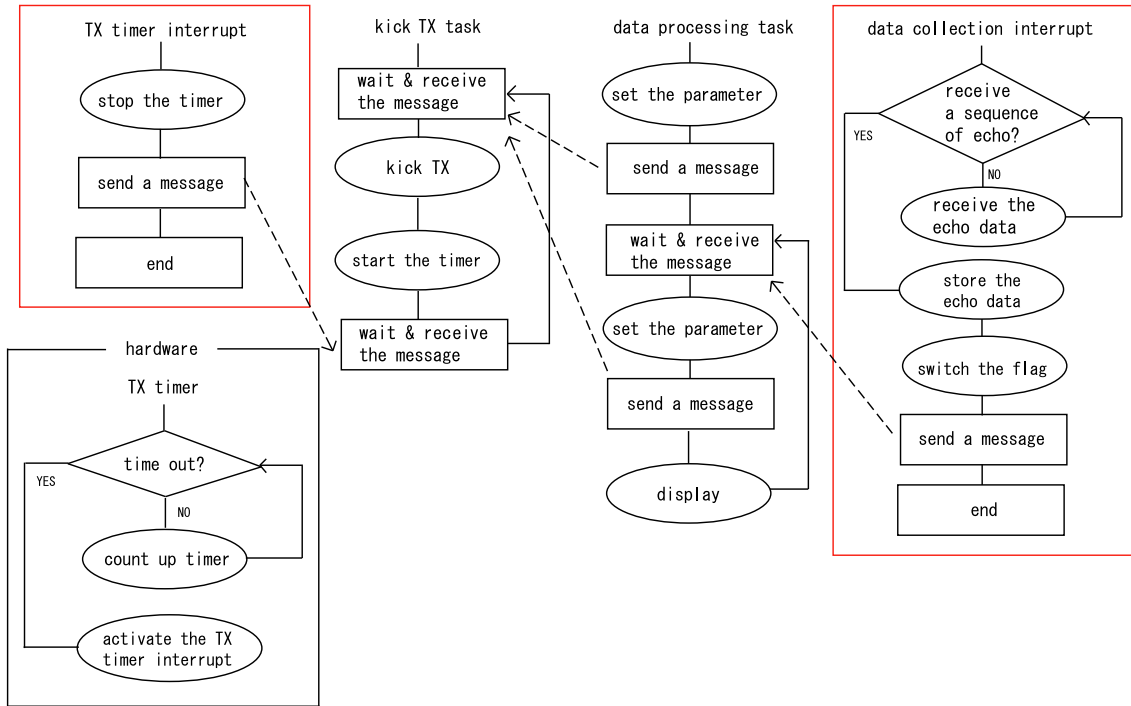 TX timer interrupt
stop the timer
send a message
end
hardware
TX timer
time out?
YES
NO
count up timer
activate the TX
timer interrupt
kick TX task
wait & receive
the message
kick TX
start the timer
wait & receive
the message
data processing task
set the parameter
send a message
wait & receive
the message
set the parameter
send a message
display
data collection interrupt
receive
a sequence
of echo?
YES
NO
receive the
echo data
store the
echo data
switch the flag
send a message
end